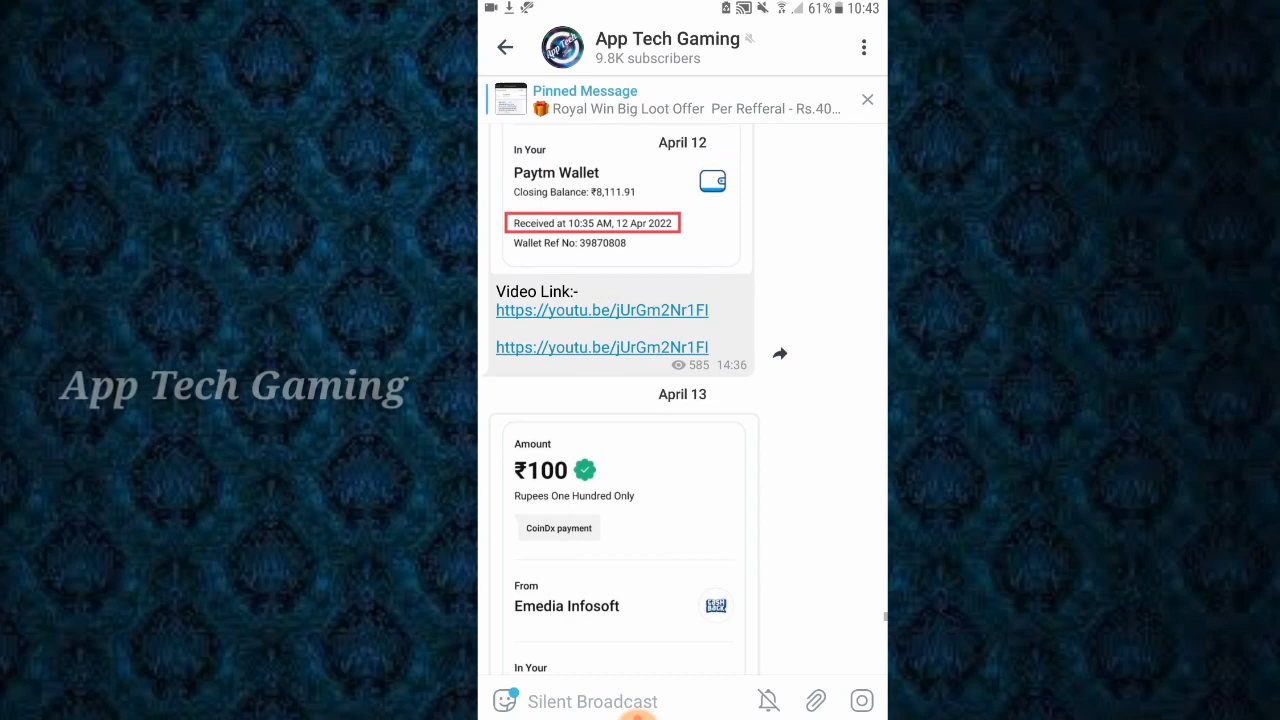 61% 10:43
App Tech Gaming
9.8K subscribers
Pinned Message
🎁 Royal Win Big Loot Offer Per Refferal - Rs.40...
April 12
In Your
Paytm Wallet
Closing Balance: ₹8,111.91
Received at 10:35 AM, 12 Apr 2022
Wallet Ref No: 39870808
Video Link:-
https://youtu.be/jUrGm2Nr1FI
https://youtu.be/jUrGm2Nr1FI
585 14:36
April 13
Amount
₹100
Rupees One Hundred Only
CoinDx payment
From
Emedia Infosoft
CASH BACK
In Your
Silent Broadcast
App Tech Gaming